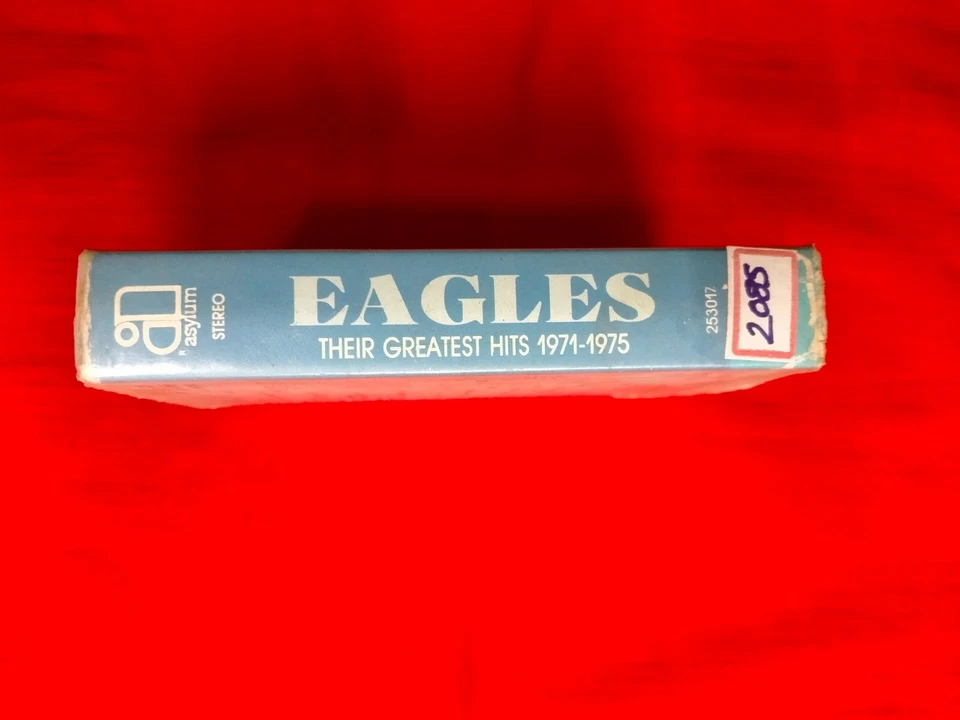 asylum
®
STEREO
EAGLES
THEIR GREATEST HITS 1971-1975
253017
2085